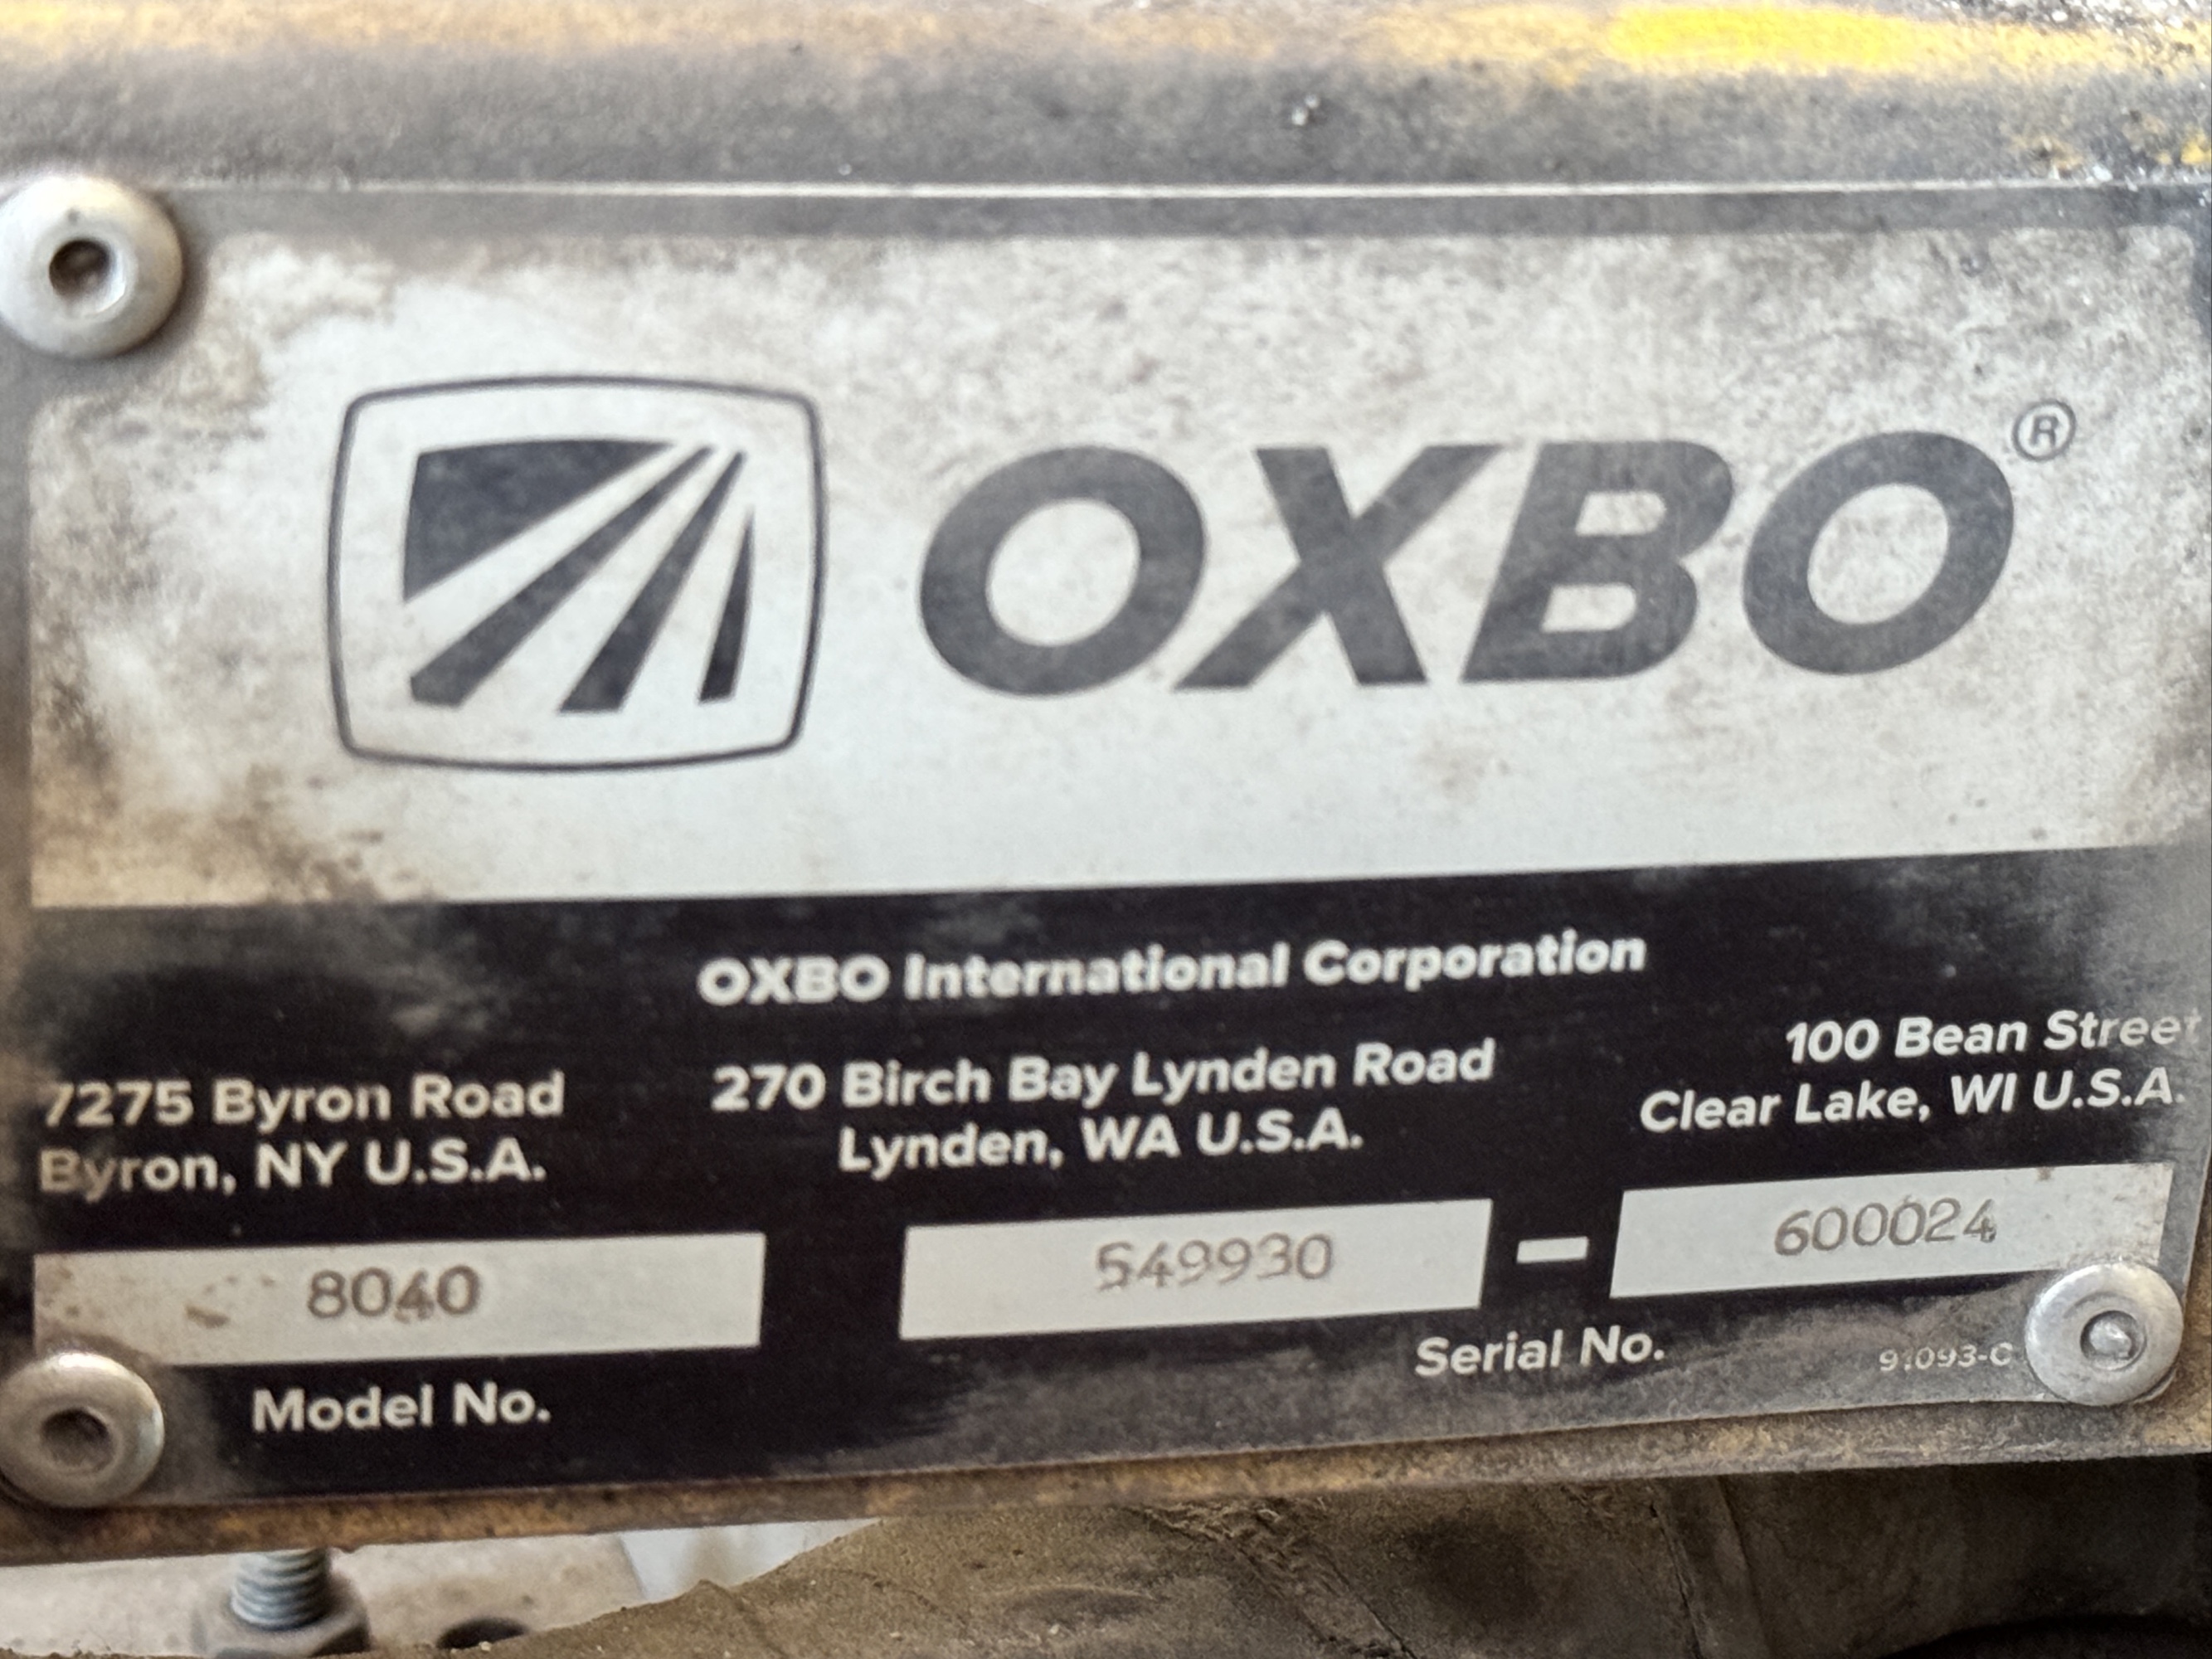 OXBO®
OXBO International Corporation
7275 Byron Road
Byron, NY U.S.A.
270 Birch Bay Lynden Road
Lynden, WA U.S.A.
100 Bean Street
Clear Lake, WI U.S.A.
8040
Model No.
549930 - 600024
Serial No.
91093-C